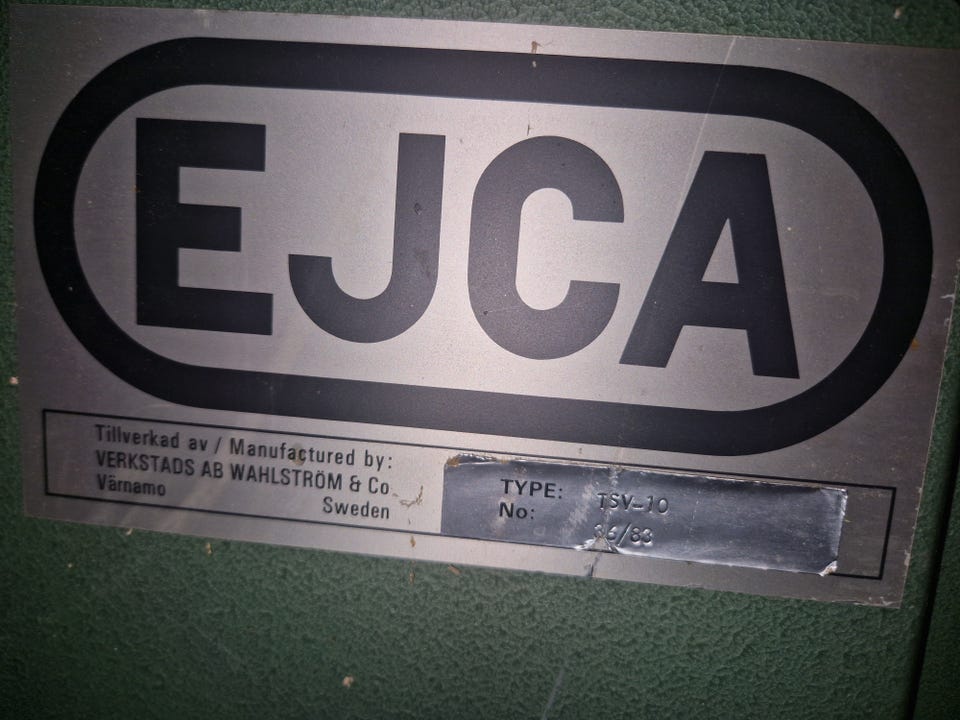 EJCA
Tillverkad av / Manufactured by:
VERKSTADS AB WAHLSTRÖM & Co
Värnamo
Sweden
TYPE: TSV-10
No: